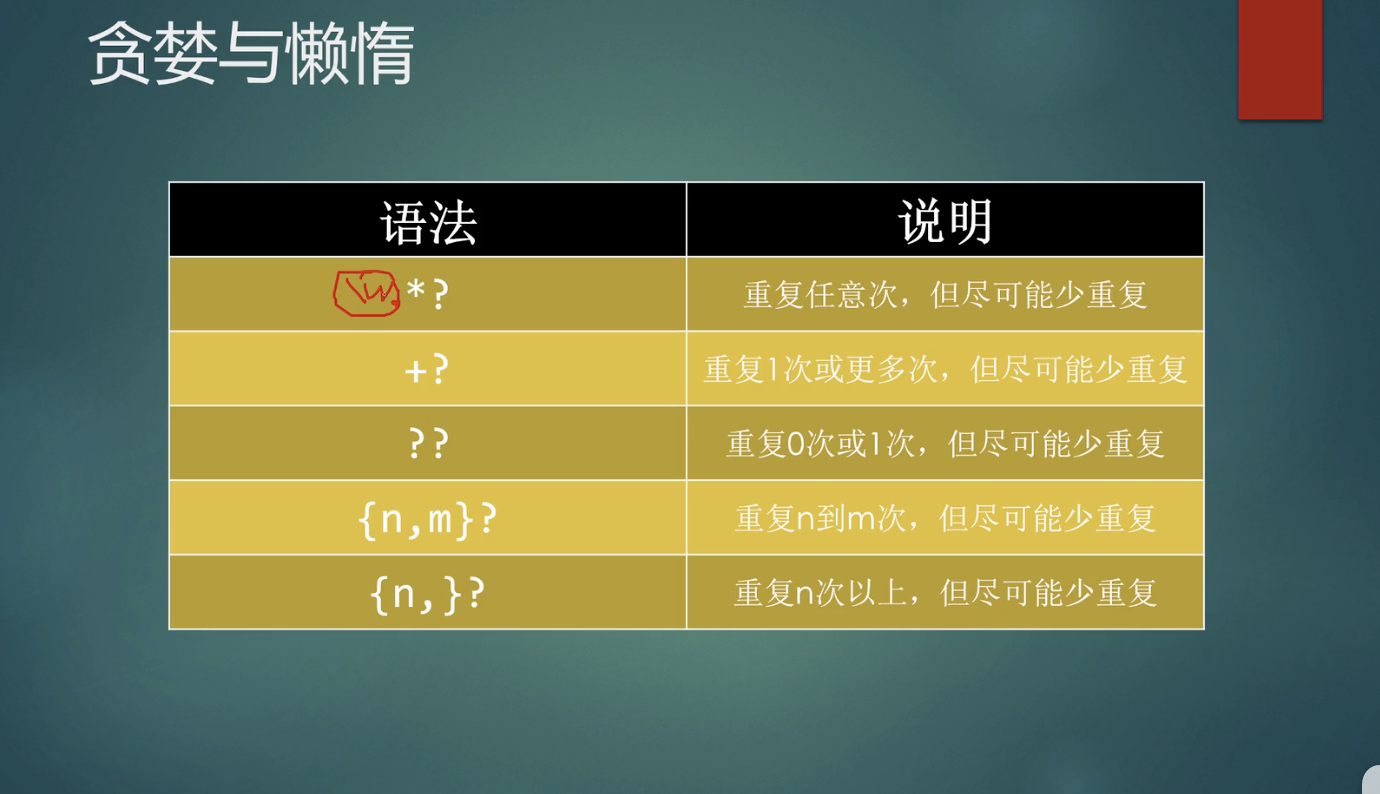 贪婪与懒惰
语法 说明
\w *? 重复任意次，但尽可能少重复
+? 重复1次或更多次，但尽可能少重复
?? 重复0次或1次，但尽可能少重复
{n,m}? 重复n到m次，但尽可能少重复
{n,}? 重复n次以上，但尽可能少重复